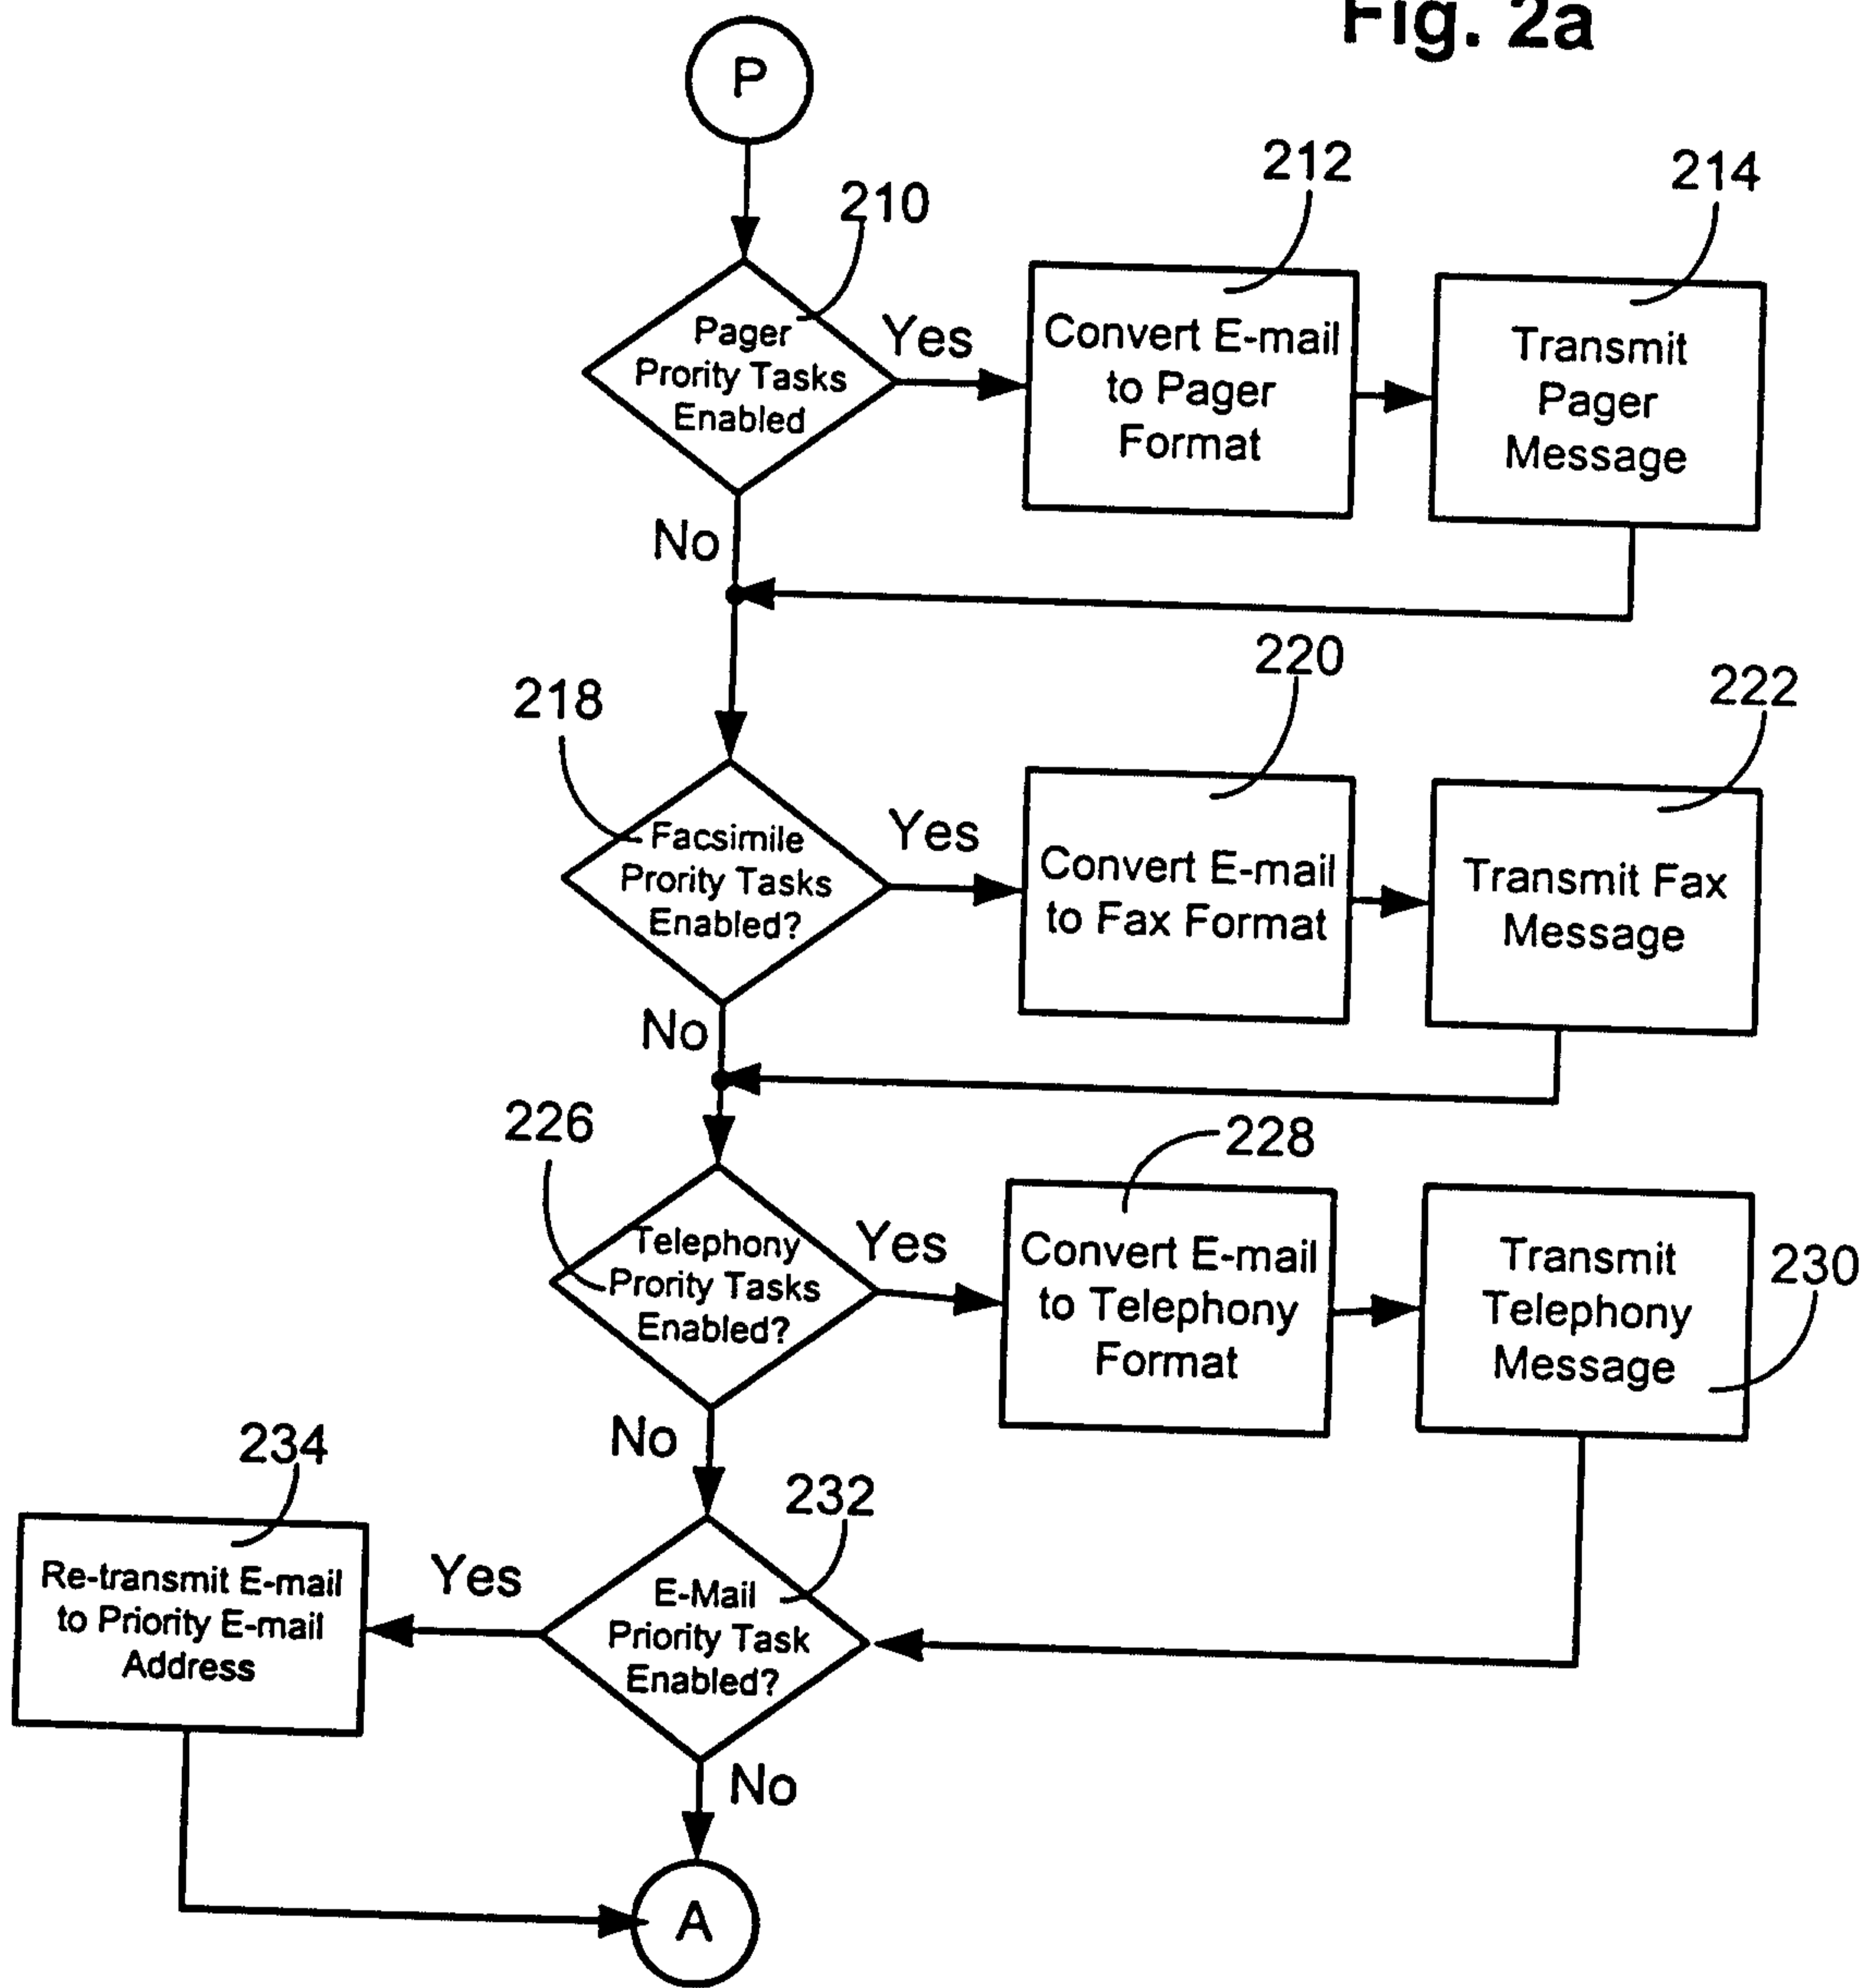 Fig. 2a
P
210
212
214
Pager
Prority Tasks
Enabled
Yes
Convert E-mail
to Pager
Format
Transmit
Pager
Message
No
218
220
222
Facsimile
Prority Tasks
Enabled?
Yes
Convert E-mail
to Fax Format
Transmit Fax
Message
No
226
228
230
Telephony
Prority Tasks
Enabled?
Yes
Convert E-mail
to Telephony
Format
Transmit
Telephony
Message
No
234
232
Re-transmit E-mail
to Priority E-mail
Address
Yes
E-Mail
Priority Task
Enabled?
No
A